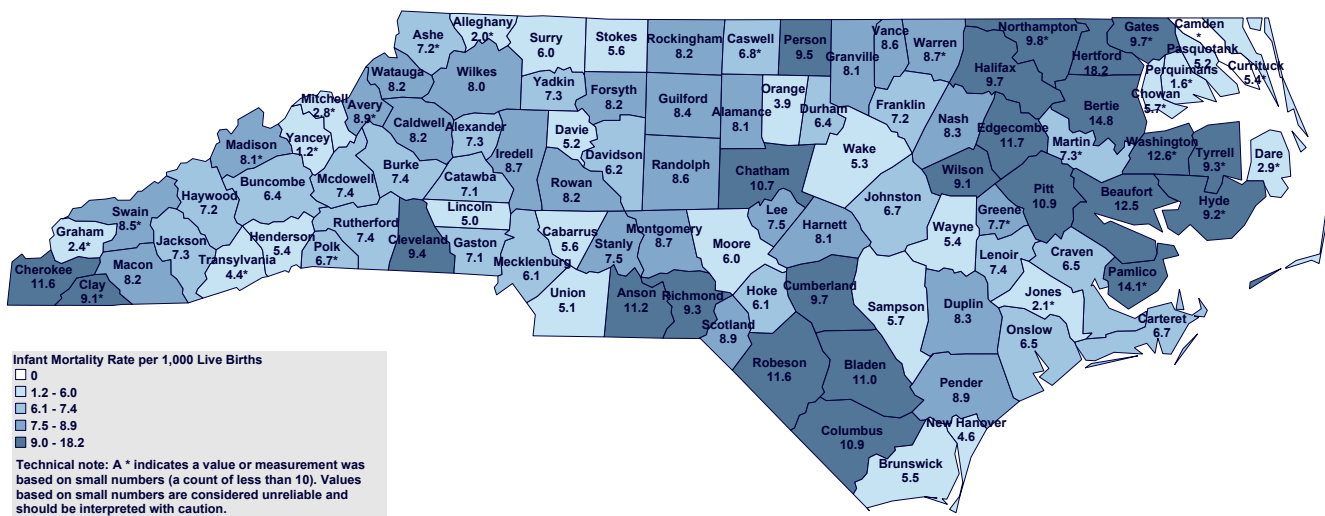 Alleghany
2.0*
Ashe
7.2*
Surry
6.0
Stokes
5.6
Rockingham
8.2
Caswell
6.8*
Person
9.5
Granville
8.1
Vance
8.6
Warren
8.7*
Northampton
9.8*
Halifax
9.7
Hertford
18.2
Gates
9.7*
Camden
*
Pasquotank
5.2
Currituck
5.4*
Perquimans
1.6*
Chowan
5.7*
Bertie
14.8
Watauga
8.2
Wilkes
8.0
Yadkin
7.3
Forsyth
8.2
Guilford
8.4
Alamance
8.1
Orange
3.9
Durham
6.4
Franklin
7.2
Nash
8.3
Edgecombe
11.7
Martin
7.3*
Washington
12.6*
Tyrrell
9.3*
Dare
2.9*
Mitchell
2.8*
Avery
8.9*
Caldwell
8.2
Alexander
7.3
Iredell
8.7
Davie
5.2
Davidson
6.2
Randolph
8.6
Chatham
10.7
Wake
5.3
Wilson
9.1
Pitt
10.9
Beaufort
12.5
Hyde
9.2*
Yancey
1.2*
Madison
8.1*
Buncombe
6.4
Mcdowell
7.4
Burke
7.4
Catawba
7.1
Rowan
8.2
Lincoln
5.0
Haywood
7.2
Swain
8.5*
Graham
2.4*
Jackson
7.3
Henderson
5.4
Transylvania
4.4*
Polk
6.7*
Rutherford
7.4
Cleveland
9.4
Gaston
7.1
Mecklenburg
6.1
Cabarrus
5.6
Stanly
7.5
Montgomery
8.7
Moore
6.0
Lee
7.5
Harnett
8.1
Johnston
6.7
Wayne
5.4
Greene
7.7*
Lenoir
7.4
Craven
6.5
Pamlico
14.1*
Cherokee
11.6
Clay
9.1*
Macon
8.2
Union
5.1
Anson
11.2
Richmond
9.3
Scotland
8.9
Hoke
6.1
Cumberland
9.7
Sampson
5.7
Duplin
8.3
Jones
2.1*
Onslow
6.5
Carteret
6.7
Robeson
11.6
Bladen
11.0
Pender
8.9
Columbus
10.9
New Hanover
4.6
Brunswick
5.5
Infant Mortality Rate per 1,000 Live Births
0
1.2 - 6.0
6.1 - 7.4
7.5 - 8.9
9.0 - 18.2
Technical note: A * indicates a value or measurement was
based on small numbers (a count of less than 10). Values
based on small numbers are considered unreliable and
should be interpreted with caution.